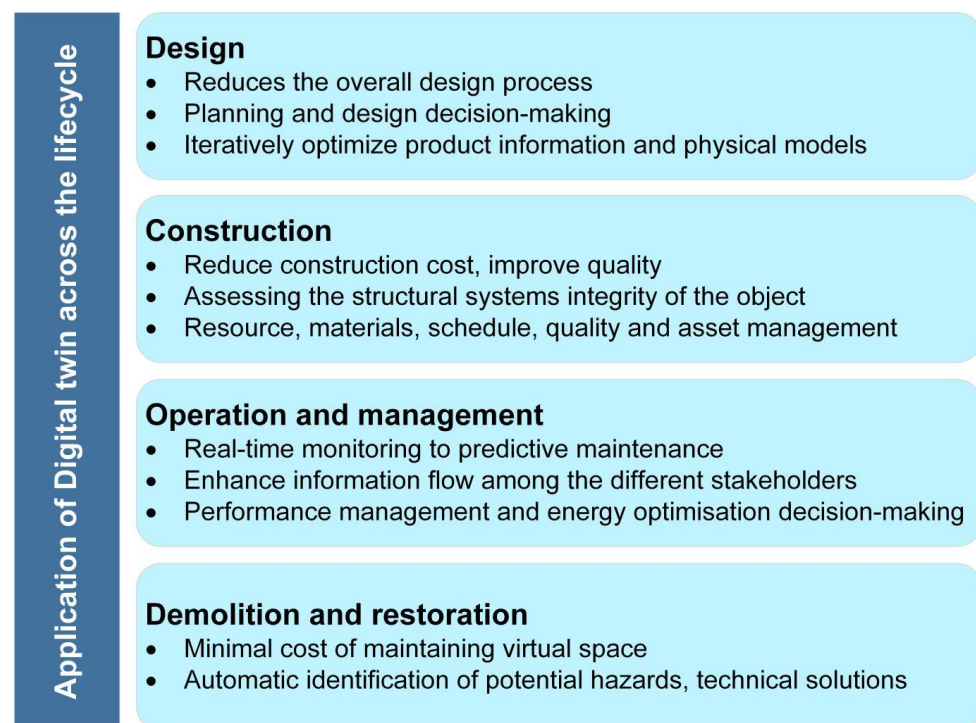 Application of Digital twin across the lifecycle
Design
• Reduces the overall design process
• Planning and design decision-making
• Iteratively optimize product information and physical models
Construction
• Reduce construction cost, improve quality
• Assessing the structural systems integrity of the object
• Resource, materials, schedule, quality and asset management
Operation and management
• Real-time monitoring to predictive maintenance
• Enhance information flow among the different stakeholders
• Performance management and energy optimisation decision-making
Demolition and restoration
• Minimal cost of maintaining virtual space
• Automatic identification of potential hazards, technical solutions